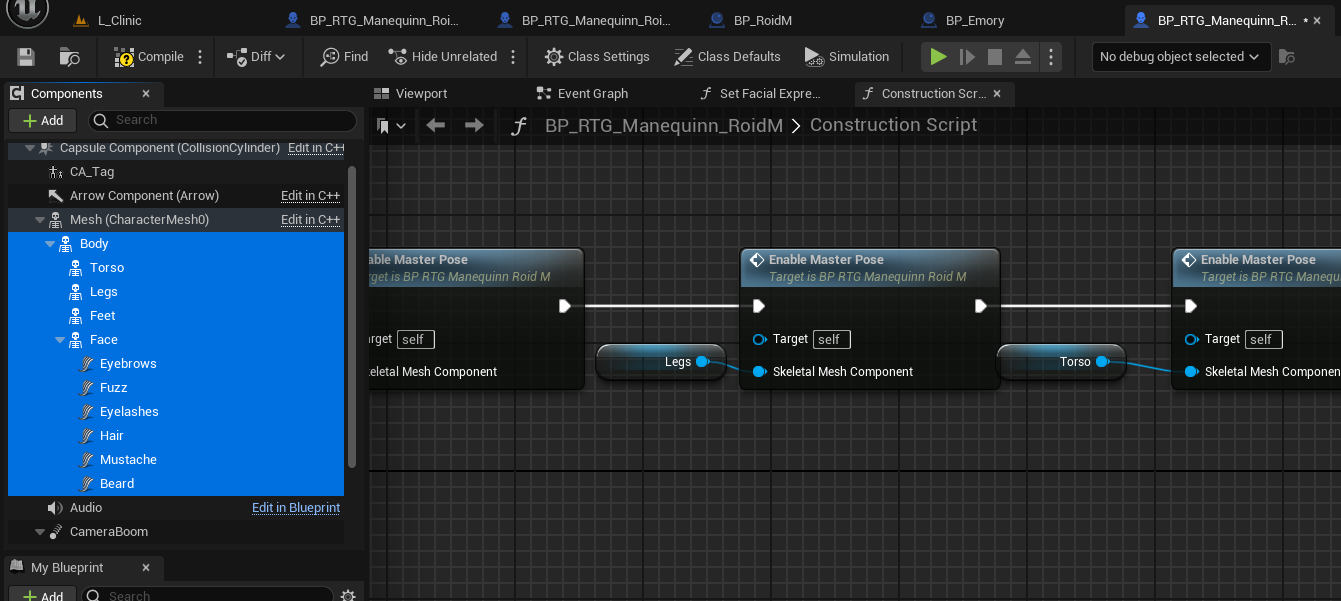 L_Clinic
BP_RTG_Manequinn_Roi...
BP_RTG_Manequinn_Roi...
BP_RoidM
BP_Emory
BP_RTG_Manequinn_R... •
Compile
Diff
Find
Hide Unrelated
Class Settings
Class Defaults
Simulation
No debug object selected
Components
Viewport
Event Graph
Set Facial Expre...
Construction Scr...
Add
Search
BP_RTG_Manequinn_RoidM > Construction Script
Capsule Component (CollisionCylinder) Edit in C++
CA_Tag
Arrow Component (Arrow) Edit in C++
Mesh (CharacterMesh0) Edit in C++
Body
Torso
Legs
Feet
Face
Eyebrows
Fuzz
Eyelashes
Hair
Mustache
Beard
Audio Edit in Blueprint
CameraBoom
My Blueprint
Add
Search
able Master Pose
rget is BP RTG Manequinn Roid M
arget self
keletal Mesh Component
Legs
Enable Master Pose
Target is BP RTG Manequinn Roid M
Target self
Skeletal Mesh Component
Torso
Enable Master Pose
Target is BP RTG Manequ
Target self
Skeletal Mesh Componen